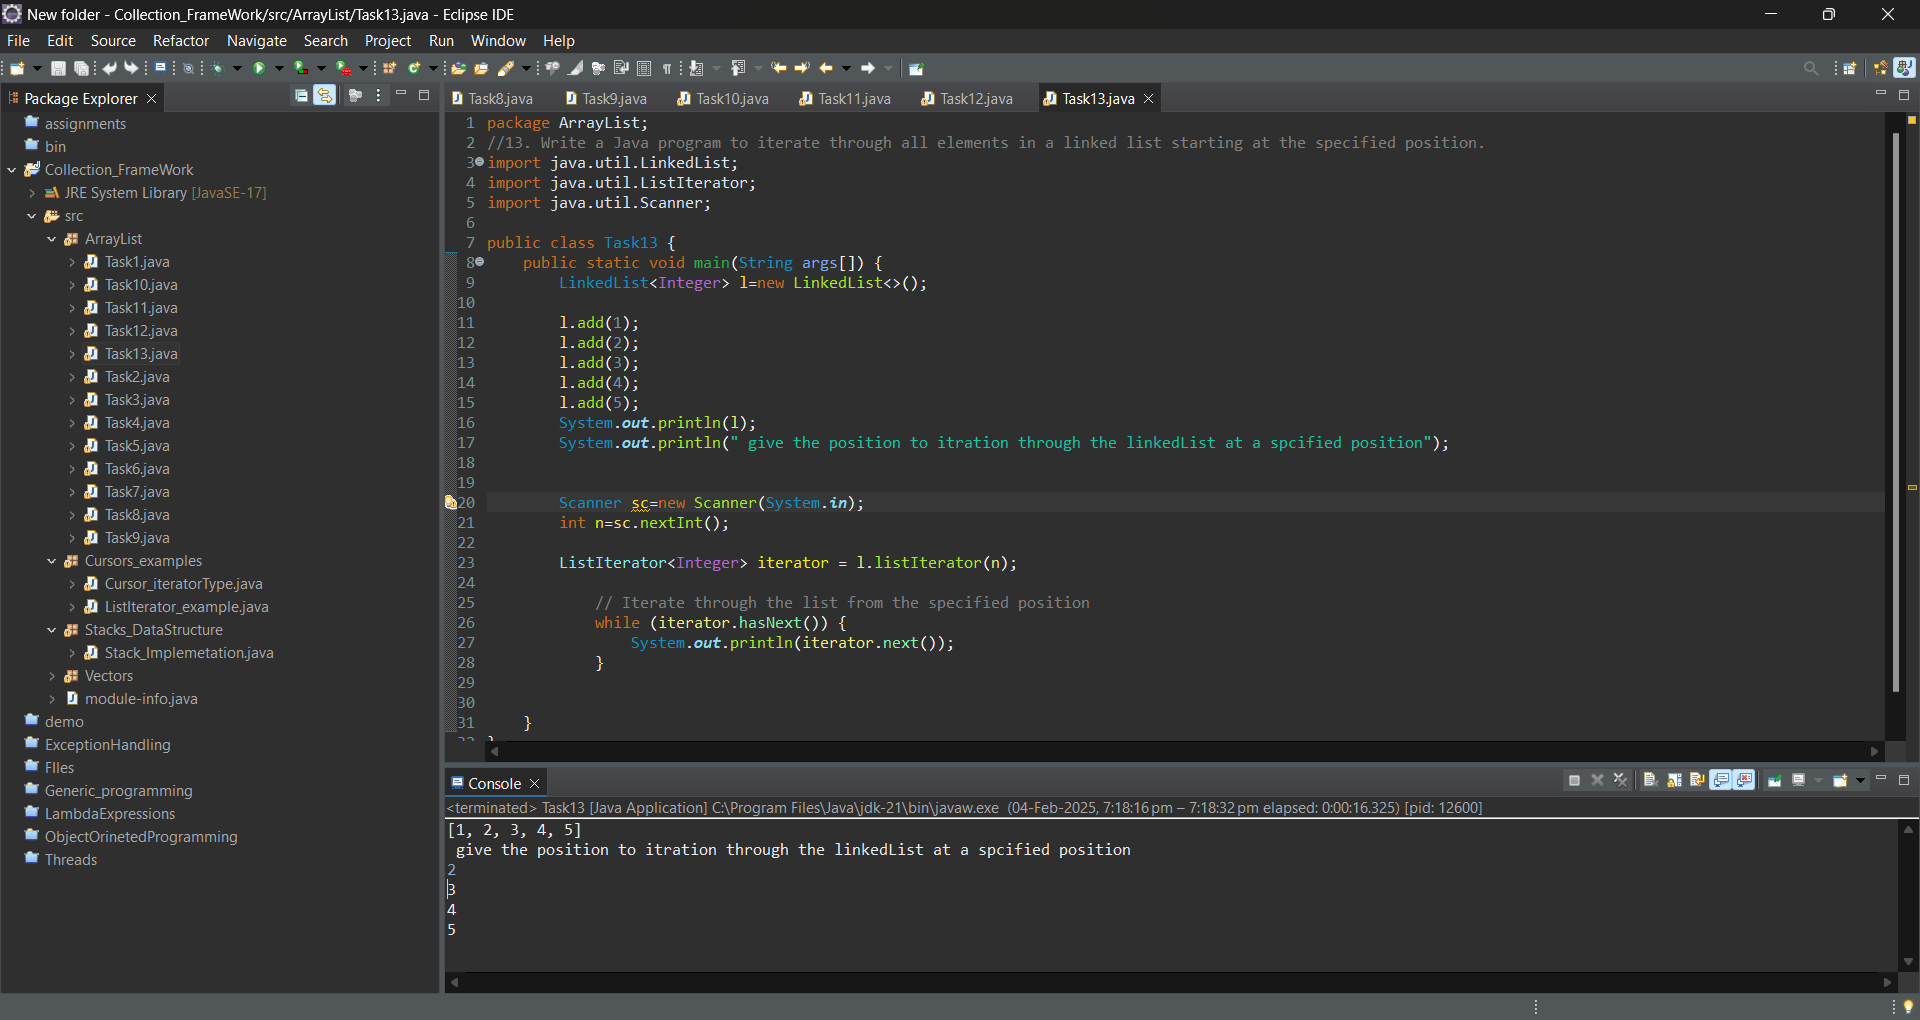 New folder - Collection_FrameWork/src/ArrayList/Task13.java - Eclipse IDE
File Edit Source Refactor Navigate Search Project Run Window Help
Package Explorer
assignments
bin
Collection_FrameWork
JRE System Library [JavaSE-17]
src
ArrayList
Task1.java
Task10.java
Task11.java
Task12.java
Task13.java
Task2.java
Task3.java
Task4.java
Task5.java
Task6.java
Task7.java
Task8.java
Task9.java
Cursors_examples
Cursor_iteratorType.java
ListIterator_example.java
Stacks_DataStructure
Stack_Implemetation.java
Vectors
module-info.java
demo
ExceptionHandling
FIles
Generic_programming
LambdaExpressions
ObjectOrinetedProgramming
Threads
Task8.java Task9.java Task10.java Task11.java Task12.java Task13.java
1 package ArrayList;
2 //13. Write a Java program to iterate through all elements in a linked list starting at the specified position.
3 import java.util.LinkedList;
4 import java.util.ListIterator;
5 import java.util.Scanner;
6
7 public class Task13 {
8 public static void main(String args[]) {
9 LinkedList<Integer> l=new LinkedList<>();
10
11 l.add(1);
12 l.add(2);
13 l.add(3);
14 l.add(4);
15 l.add(5);
16 System.out.println(l);
17 System.out.println(" give the position to itration through the linkedList at a spcified position");
18
19
20 Scanner sc=new Scanner(System.in);
21 int n=sc.nextInt();
22
23 ListIterator<Integer> iterator = l.listIterator(n);
24
25 // Iterate through the list from the specified position
26 while (iterator.hasNext()) {
27 System.out.println(iterator.next());
28 }
29
30
31 }
Console
<terminated> Task13 [Java Application] C:\Program Files\Java\jdk-21\bin\javaw.exe (04-Feb-2025, 7:18:16 pm – 7:18:32 pm elapsed: 0:00:16.325) [pid: 12600]
[1, 2, 3, 4, 5]
give the position to itration through the linkedList at a spcified position
2
3
4
5